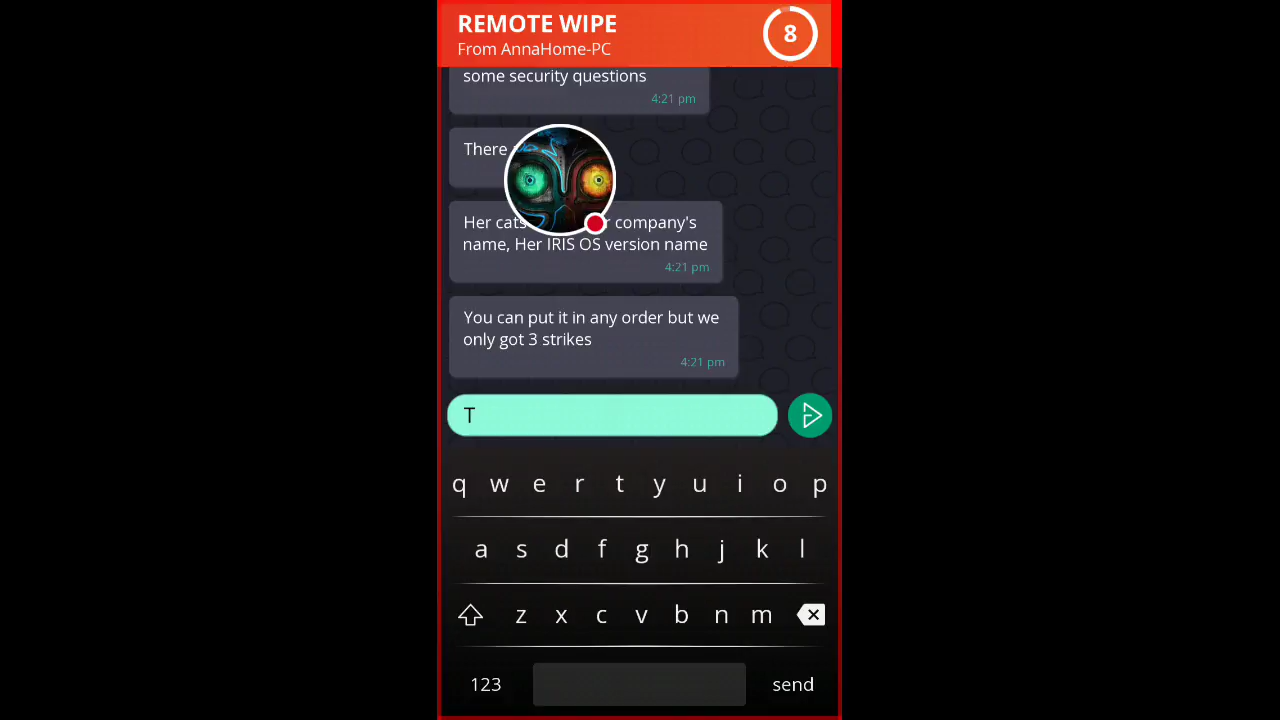 REMOTE WIPE
From AnnaHome-PC
8
some security questions
4:21 pm
There
Her cats company's
name, Her IRIS OS version name
4:21 pm
You can put it in any order but we
only got 3 strikes
4:21 pm
T
q w e r t y u i o p
a s d f g h j k l
z x c v b n m
123 send